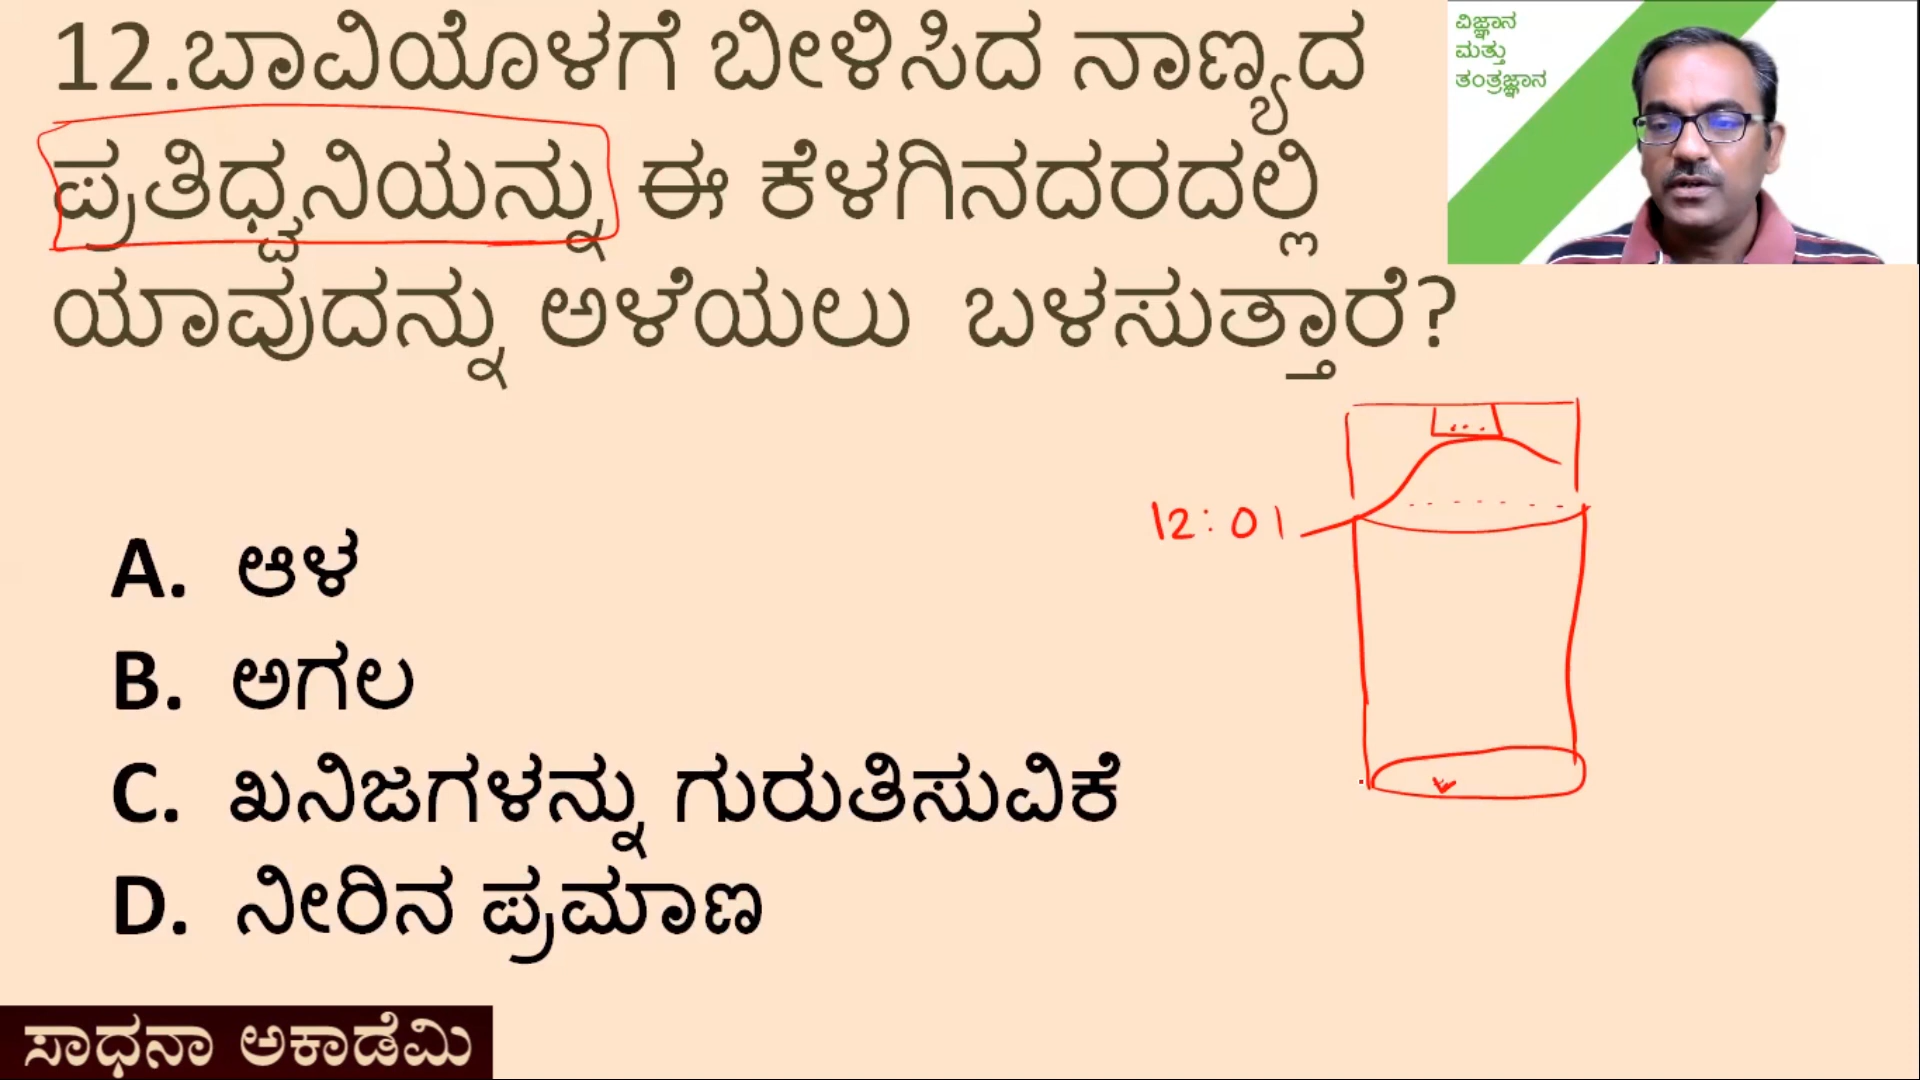 12.ಬಾವಿಯೊಳಗೆ ಬೀಳಿಸಿದ ನಾಣ್ಯದ
ಪ್ರತಿಧ್ವನಿಯನ್ನು ಈ ಕೆಳಗಿನದರದಲ್ಲಿ
ಯಾವುದನ್ನು ಅಳೆಯಲು ಬಳಸುತ್ತಾರೆ?
ವಿಜ್ಞಾನ
ಮತ್ತು
ತಂತ್ರಜ್ಞಾನ
12:01
A. ಆಳ
B. ಅಗಲ
C. ಖನಿಜಗಳನ್ನು ಗುರುತಿಸುವಿಕೆ
D. ನೀರಿನ ಪ್ರಮಾಣ
ಸಾಧನಾ ಅಕಾಡೆಮಿ